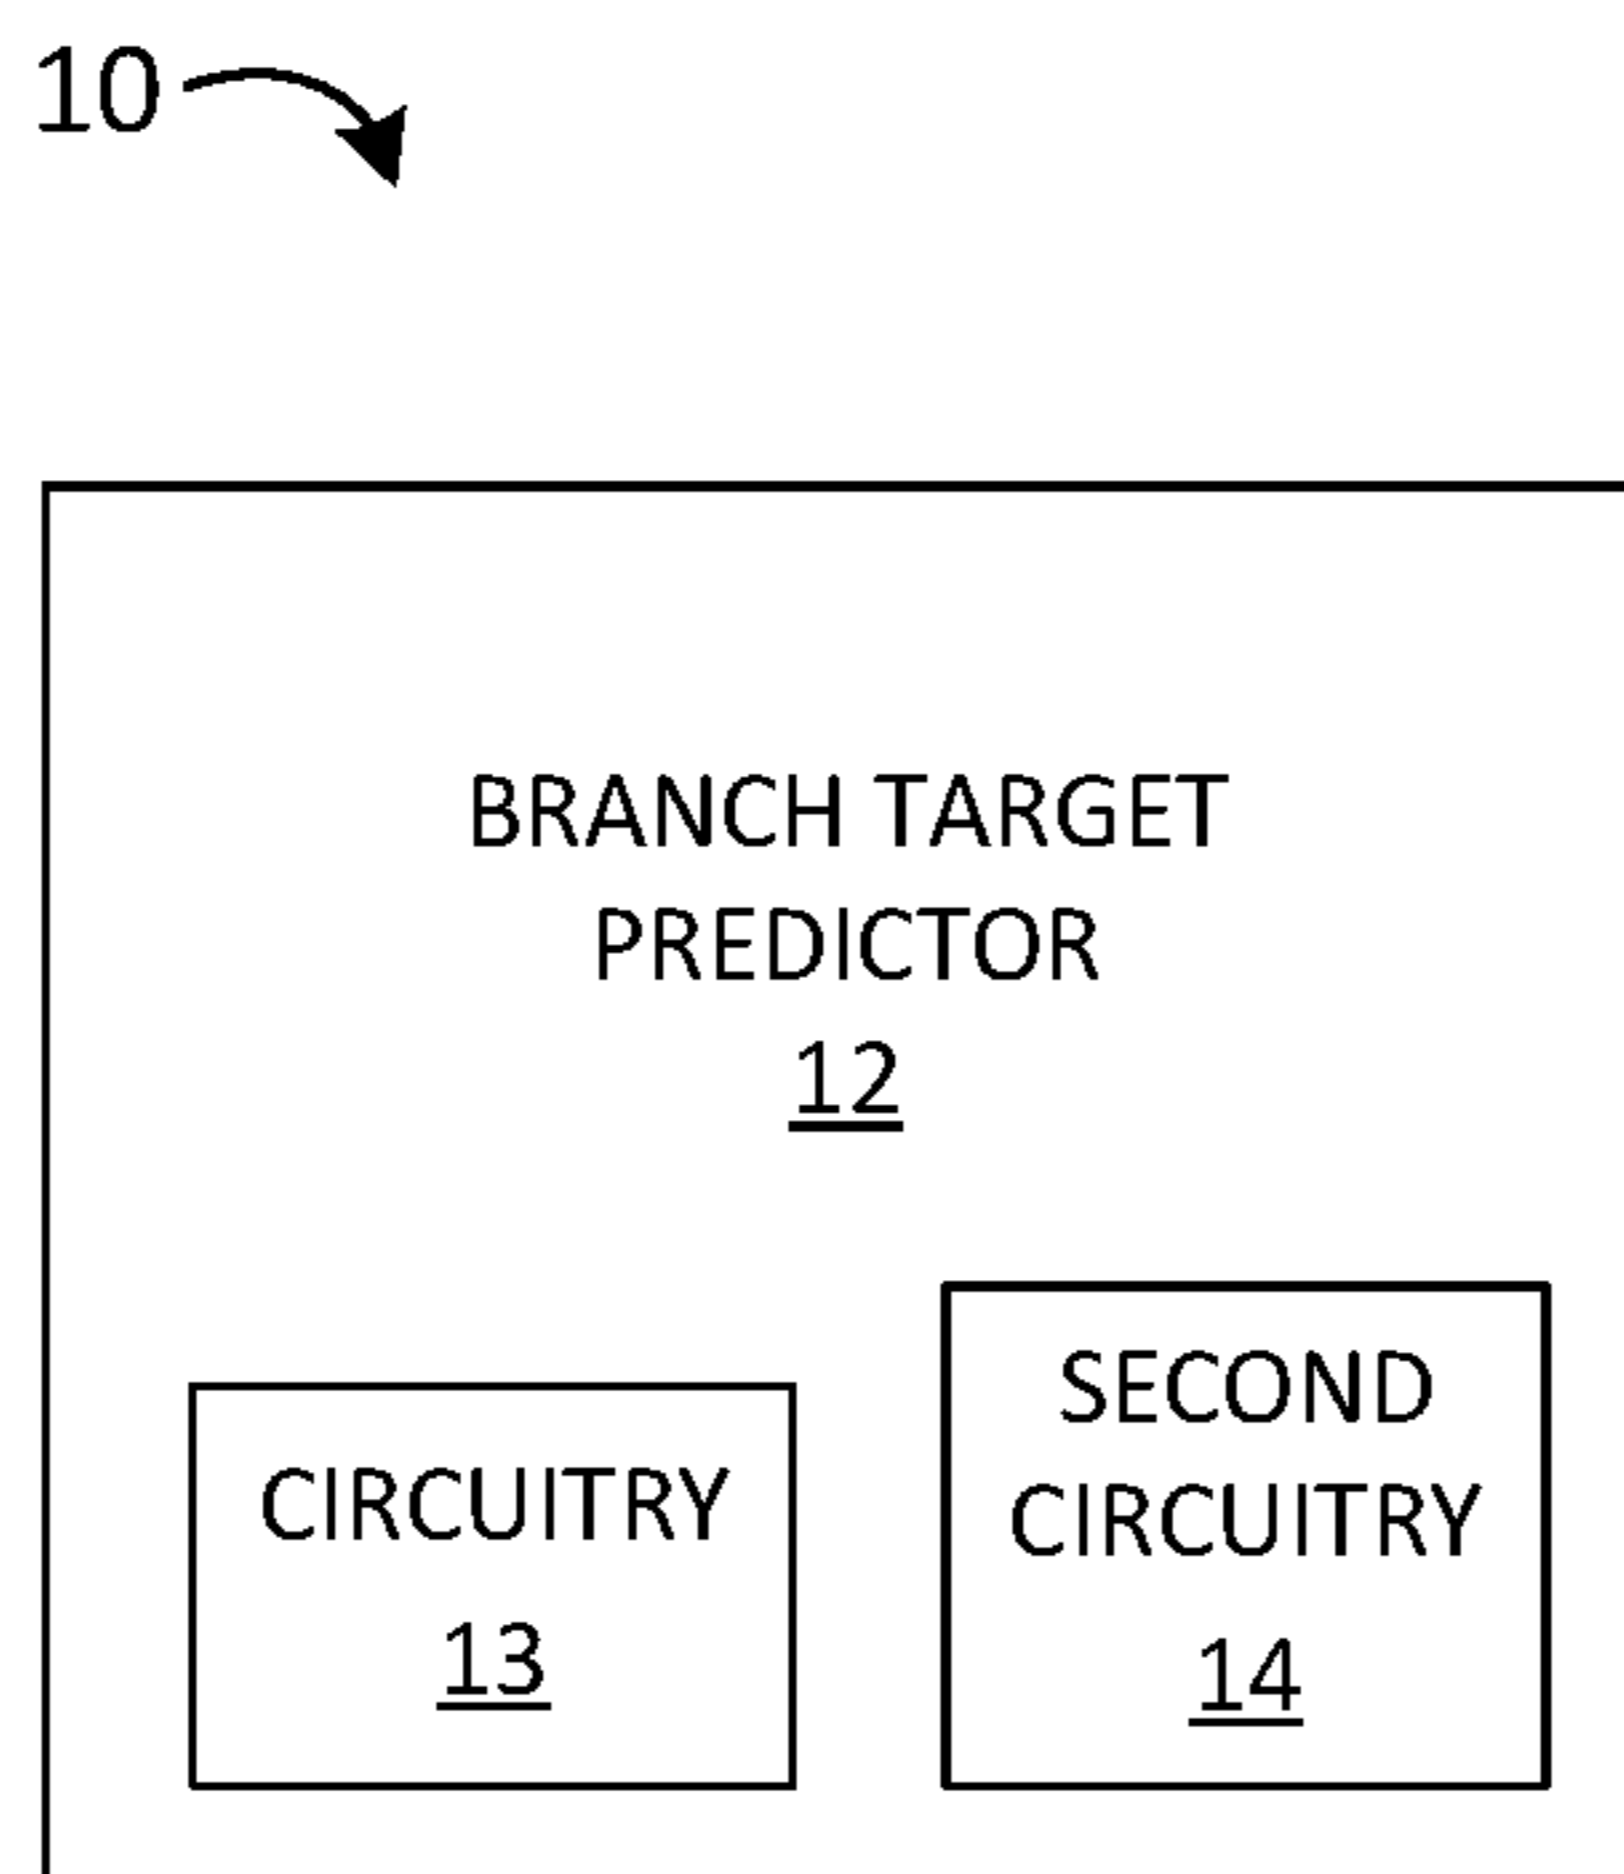 10
BRANCH TARGET
PREDICTOR
12
CIRCUITRY
13
SECOND
CIRCUITRY
14